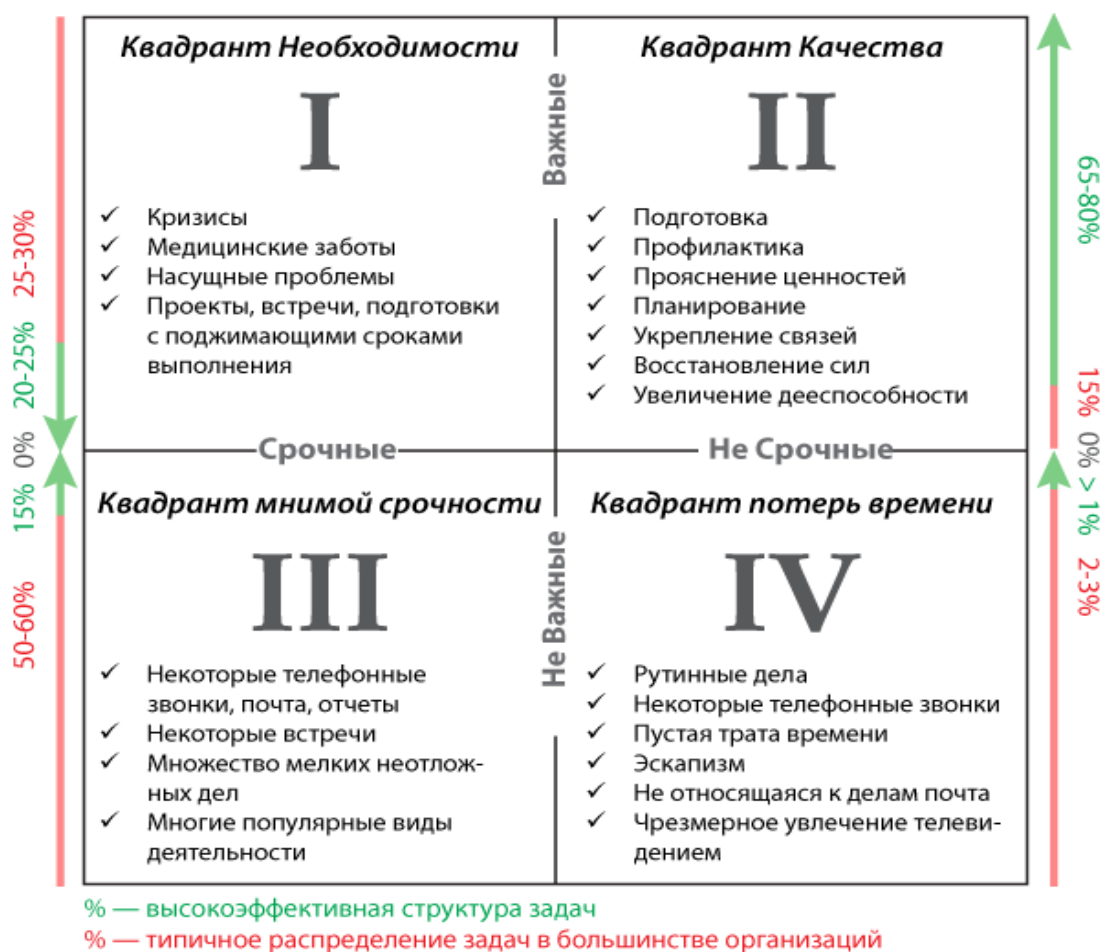 Квадрант Необходимости
I
✓ Кризисы
✓ Медицинские заботы
✓ Насущные проблемы
✓ Проекты, встречи, подготовки
с поджимающими сроками
выполнения
Важные
Квадрант Качества
II
✓ Подготовка
✓ Профилактика
✓ Прояснение ценностей
✓ Планирование
✓ Укрепление связей
✓ Восстановление сил
✓ Увеличение дееспособности
25-30%
20-25%
0%
15%
50-60%
65-80%
15%
0%
> 1%
2-3%
Срочные
Не Срочные
Квадрант мнимой срочности
III
✓ Некоторые телефонные
звонки, почта, отчеты
✓ Некоторые встречи
✓ Множество мелких неотлож-
ных дел
✓ Многие популярные виды
деятельности
Не Важные
Квадрант потерь времени
IV
✓ Рутинные дела
✓ Некоторые телефонные звонки
✓ Пустая трата времени
✓ Эскапизм
✓ Не относящаяся к делам почта
✓ Чрезмерное увлечение телеви-
дением
% — высокоэффективная структура задач
% — типичное распределение задач в большинстве организаций